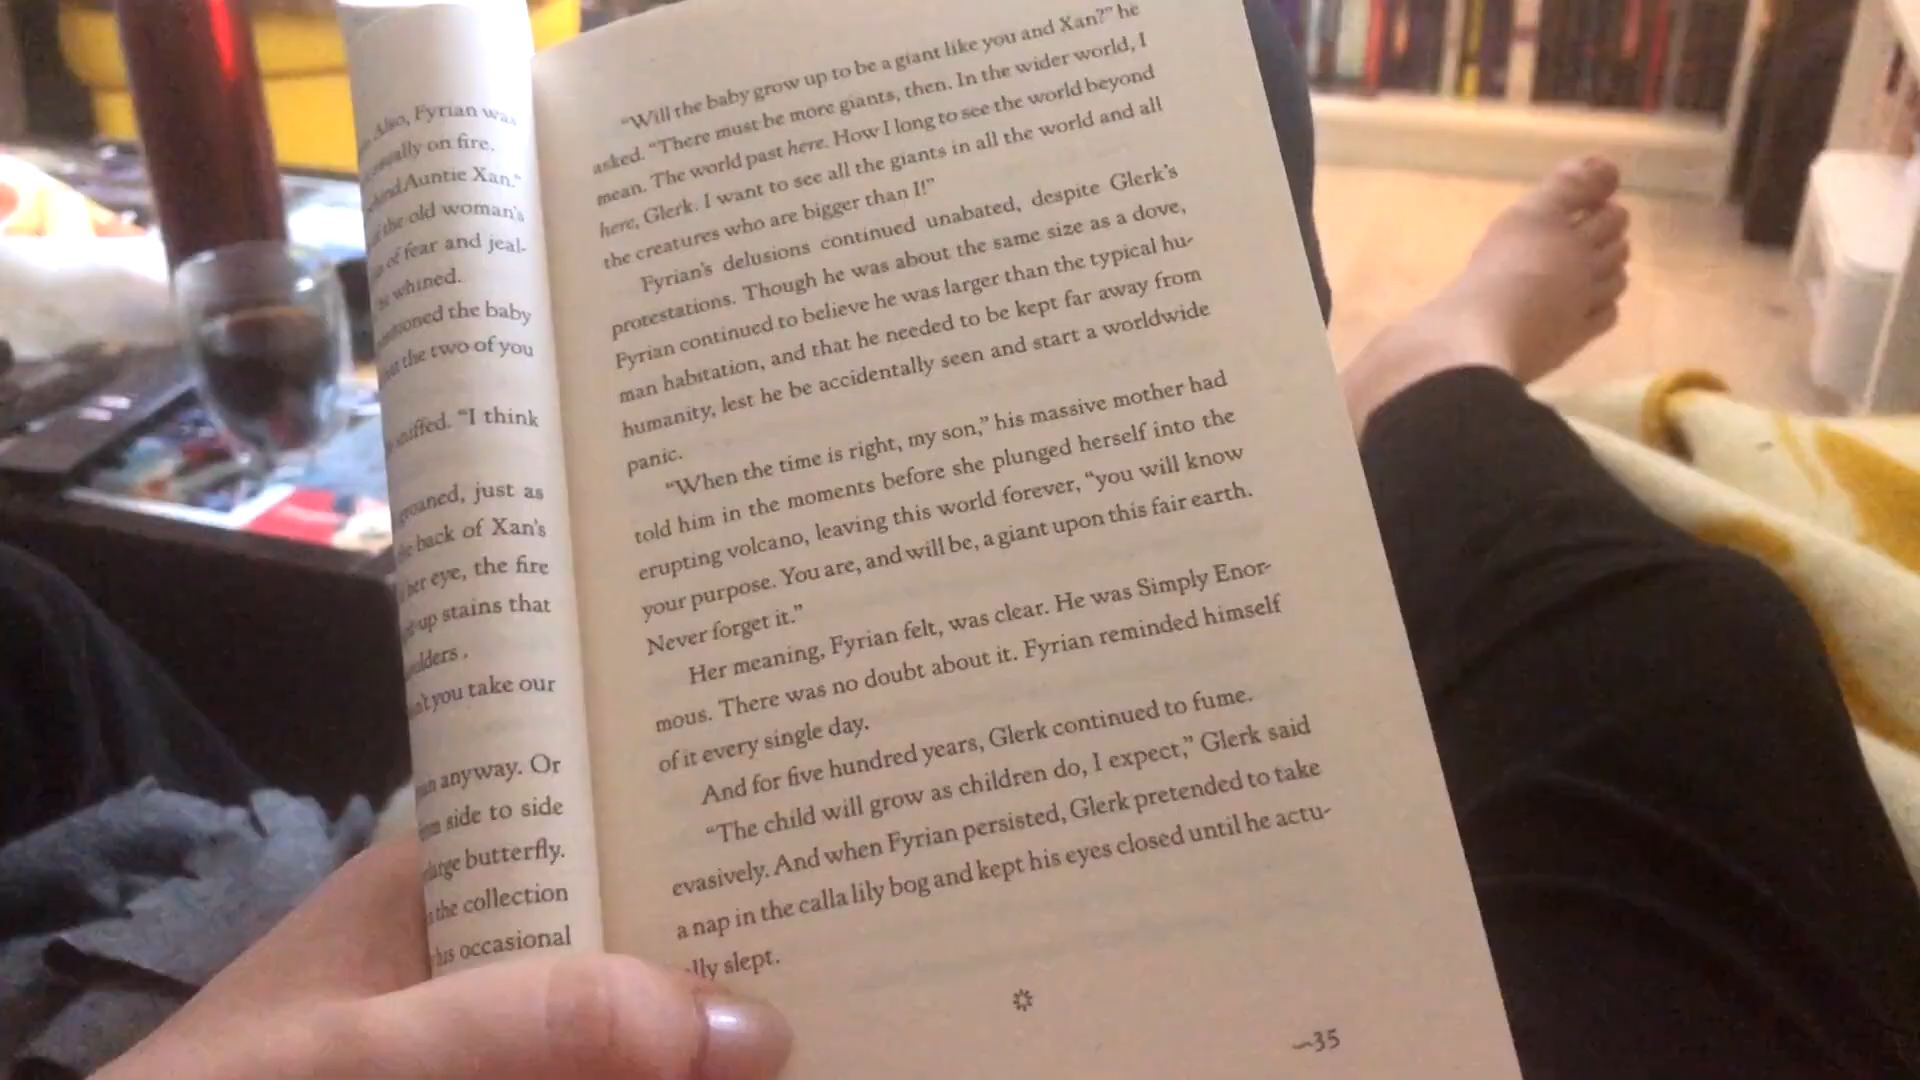 Also, Fyrian was
on fire.
Auntie Xan."
the old woman's
of fear and jeal-
whined.
the baby
the two of you
sniffed. "I think
groaned, just as
back of Xan's
her eye, the fire
stains that
you take our
anyway. Or
side to side
butterfly.
the collection
his occasional
"Will the baby grow up to be a giant like you and Xan?" he
asked. "There must be more giants, then. In the wider world, I
mean. The world past here. How I long to see the world beyond
here, Glerk. I want to see all the giants in all the world and all
the creatures who are bigger than I!"
Fyrian's delusions continued unabated, despite Glerk's
protestations. Though he was about the same size as a dove,
Fyrian continued to believe he was larger than the typical hu-
man habitation, and that he needed to be kept far away from
humanity, lest he be accidentally seen and start a worldwide
panic.
"When the time is right, my son," his massive mother had
told him in the moments before she plunged herself into the
erupting volcano, leaving this world forever, "you will know
your purpose. You are, and will be, a giant upon this fair earth.
Never forget it."
Her meaning, Fyrian felt, was clear. He was Simply Enor-
mous. There was no doubt about it. Fyrian reminded himself
of it every single day.
And for five hundred years, Glerk continued to fume.
"The child will grow as children do, I expect," Glerk said
evasively. And when Fyrian persisted, Glerk pretended to take
a nap in the calla lily bog and kept his eyes closed until he actu-
ally slept.
~35